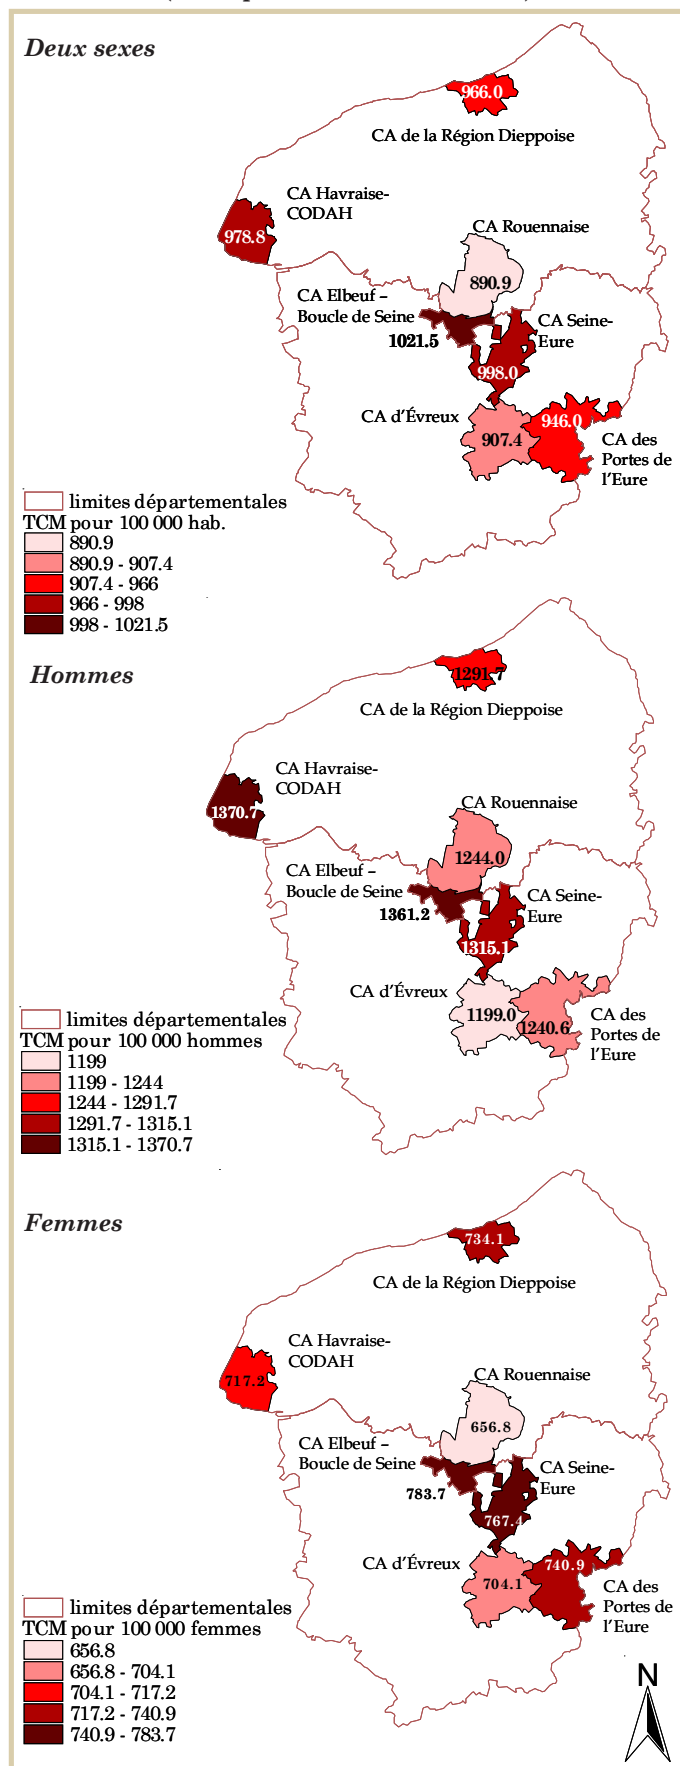 Deux sexes
966.0
CA de la Région Dieppoise
CA Havraise-
CODAH
978.8
CA Rouennaise
890.9
CA Elbeuf –
Boucle de Seine
1021.5
CA Seine-
Eure
998.0
CA d'Évreux
907.4
946.0
CA des
Portes de
l'Eure
limites départementales
TCM pour 100 000 hab.
890.9
890.9 - 907.4
907.4 - 966
966 - 998
998 - 1021.5
Hommes
1291.7
CA de la Région Dieppoise
CA Havraise-
CODAH
1370.7
CA Rouennaise
1244.0
CA Elbeuf –
Boucle de Seine
1361.2
CA Seine-
Eure
1315.1
CA d'Évreux
1199.0
1240.6
CA des
Portes de
l'Eure
limites départementales
TCM pour 100 000 hommes
1199
1199 - 1244
1244 - 1291.7
1291.7 - 1315.1
1315.1 - 1370.7
Femmes
734.1
CA de la Région Dieppoise
CA Havraise-
CODAH
717.2
CA Rouennaise
656.8
CA Elbeuf –
Boucle de Seine
783.7
CA Seine-
Eure
767.4
CA d'Évreux
704.1
740.9
CA des
Portes de
l'Eure
limites départementales
TCM pour 100 000 femmes
656.8
656.8 - 704.1
704.1 - 717.2
717.2 - 740.9
740.9 - 783.7
N